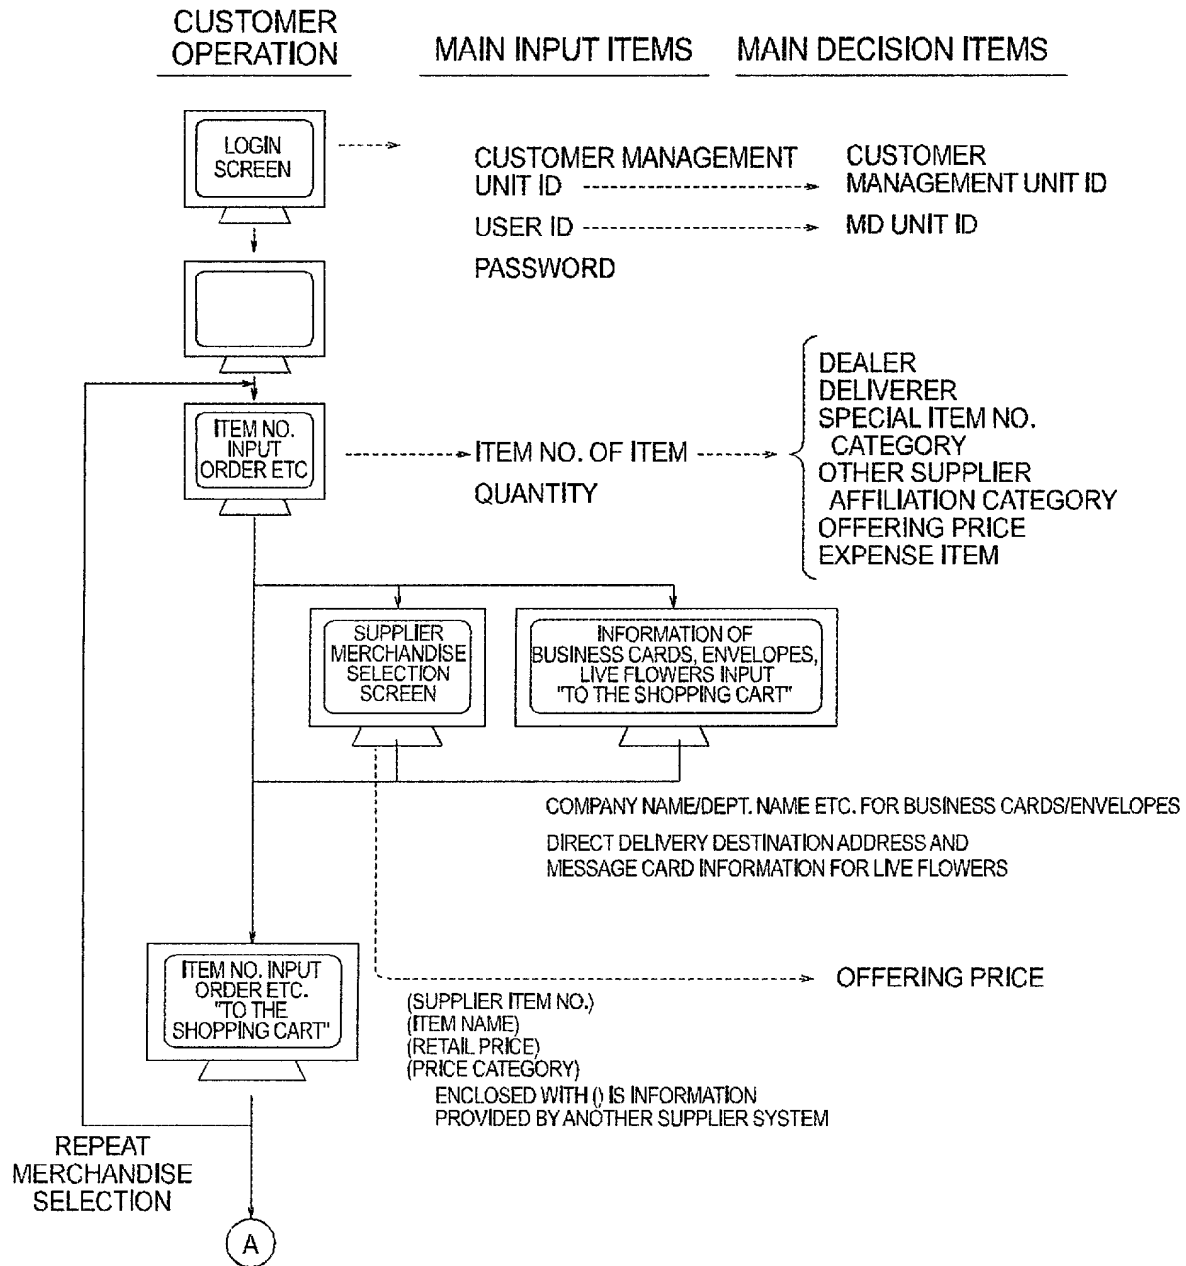 CUSTOMER
OPERATION
MAIN INPUT ITEMS
MAIN DECISION ITEMS
LOGIN
SCREEN
CUSTOMER MANAGEMENT
UNIT ID
CUSTOMER
MANAGEMENT UNIT ID
USER ID
MD UNIT ID
PASSWORD
ITEM NO.
INPUT
ORDER ETC
ITEM NO. OF ITEM
QUANTITY
DEALER
DELIVERER
SPECIAL ITEM NO.
CATEGORY
OTHER SUPPLIER
AFFILIATION CATEGORY
OFFERING PRICE
EXPENSE ITEM
SUPPLIER
MERCHANDISE
SELECTION
SCREEN
INFORMATION OF
BUSINESS CARDS, ENVELOPES,
LIVE FLOWERS INPUT
"TO THE SHOPPING CART"
COMPANY NAME/DEPT. NAME ETC. FOR BUSINESS CARDS/ENVELOPES
DIRECT DELIVERY DESTINATION ADDRESS AND
MESSAGE CARD INFORMATION FOR LIVE FLOWERS
ITEM NO. INPUT
ORDER ETC.
"TO THE
SHOPPING CART"
OFFERING PRICE
(SUPPLIER ITEM NO.)
(ITEM NAME)
(RETAIL PRICE)
(PRICE CATEGORY)
ENCLOSED WITH () IS INFORMATION
PROVIDED BY ANOTHER SUPPLIER SYSTEM
REPEAT
MERCHANDISE
SELECTION
A